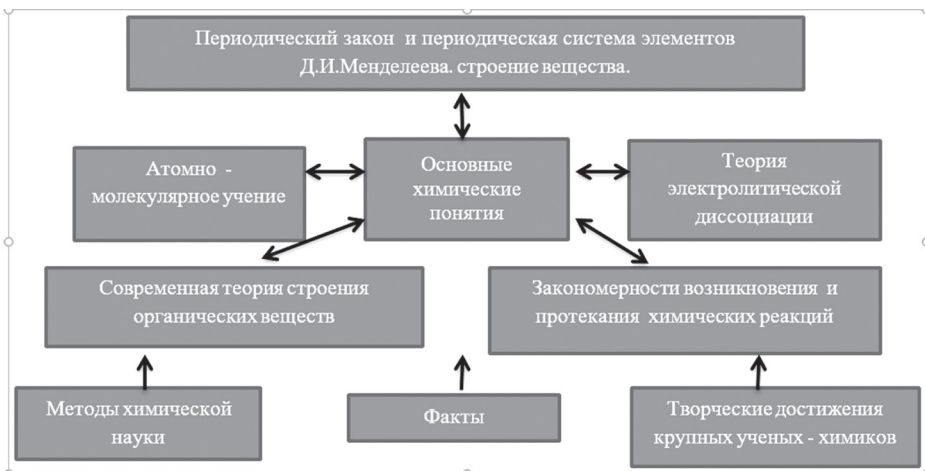 Периодический закон и периодическая система элементов
Д.И.Менделеева. строение вещества.
Атомно -
молекулярное учение
Основные
химические
понятия
Теория
электролитической
диссоциации
Современная теория строения
органических веществ
Закономерности возникновения и
протекания химических реакций
Методы химической
науки
Факты
Творческие достижения
крупных ученых - химиков